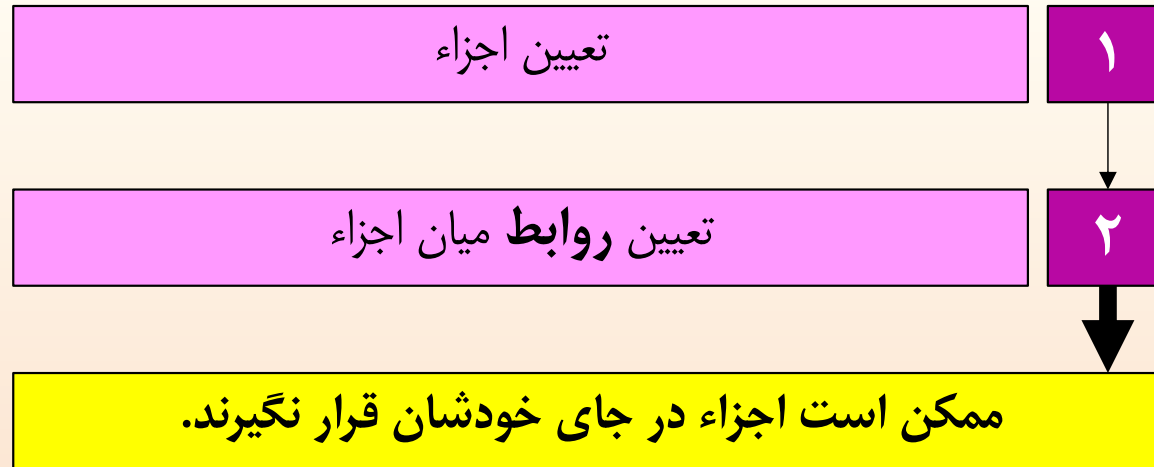 ۱ تعیین اجزاء
۲ تعیین روابط میان اجزاء
ممکن است اجزاء در جای خودشان قرار نگیرند.